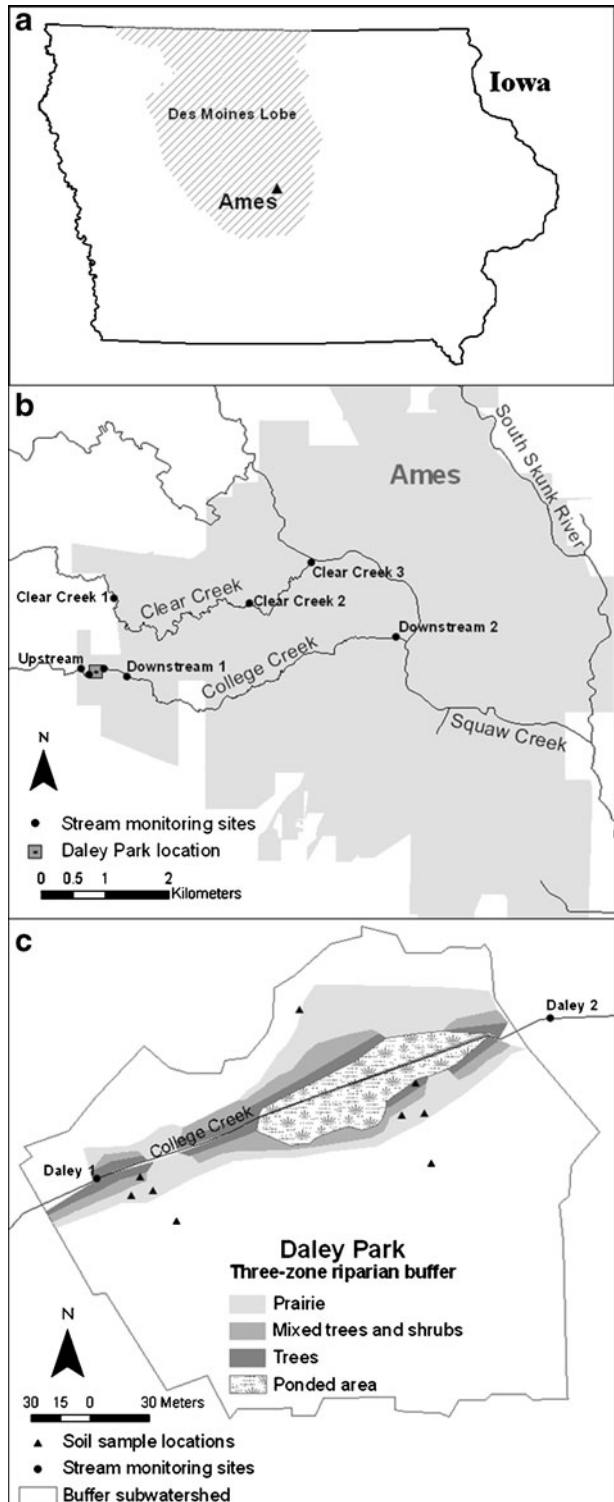 a
Iowa
Des Moines Lobe
Ames
b
South Skunk River
Ames
Clear Creek 3
Clear Creek 1
Clear Creek
Clear Creek 2
Downstream 2
Upstream
Downstream 1
College Creek
Squaw Creek
N
Stream monitoring sites
Daley Park location
0 0.5 1 2
Kilometers
c
Daley 2
College Creek
Daley 1
Daley Park
Three-zone riparian buffer
Prairie
Mixed trees and shrubs
Trees
Ponded area
N
30 15 0 30 Meters
Soil sample locations
Stream monitoring sites
Buffer subwatershed